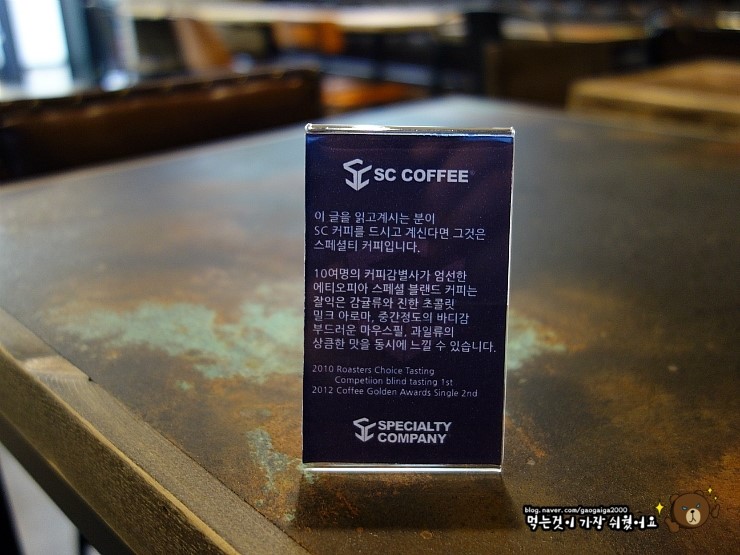 SC COFFEE
이 글을 읽고계시는 분이
SC 커피를 드시고 계신다면 그것은
스페셜티 커피입니다.
10여명의 커피감별사가 엄선한
에티오피아 스페셜 블랜드 커피는
잘익은 감귤류와 진한 초콜릿
밀크 아로마, 중간정도의 바디감
부드러운 마우스필, 과일류의
상큼한 맛을 동시에 느낄 수 있습니다.
2010 Roasters Choice Tasting
Competiion blind tasting 1st
2012 Coffee Golden Awards Single 2nd
SPECIALTY
COMPANY
blog.naver.com/gaogaiga2000
먹는것이 가장 쉬웠어요